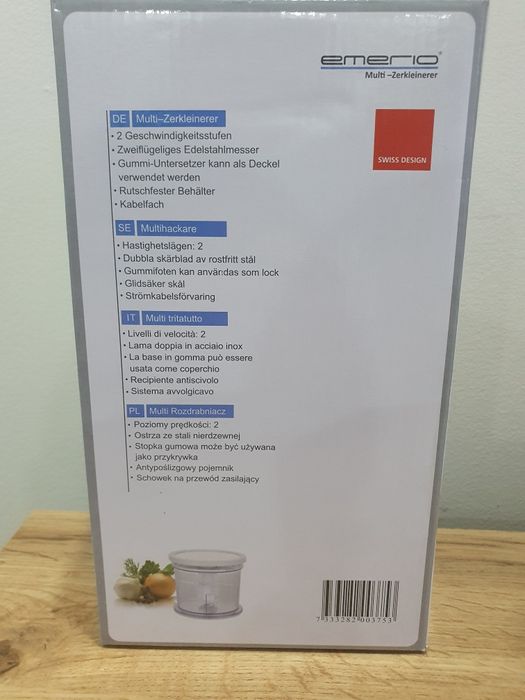 emerio
Multi –Zerkleinerer
SWISS DESIGN
DE Multi–Zerkleinerer
• 2 Geschwindigkeitsstufen
• Zweiflügeliges Edelstahlmesser
• Gummi-Untersetzer kann als Deckel
verwendet werden
• Rutschfester Behälter
• Kabelfach
SE Multihackare
• Hastighetslägen: 2
• Dubbla skärblad av rostfritt stål
• Gummifoten kan användas som lock
• Glidsäker skål
• Strömkabelsförvaring
IT Multi tritatutto
• Livelli di velocità: 2
• Lama doppia in acciaio inox
• La base in gomma può essere
usata come coperchio
• Recipiente antiscivolo
• Sistema avvolgicavo
PL Multi Rozdrabniacz
• Poziomy prędkości: 2
• Ostrza ze stali nierdzewnej
• Stopka gumowa może być używana
jako przykrywka
• Antypoślizgowy pojemnik
• Schowek na przewód zasilający
7 333282 003753